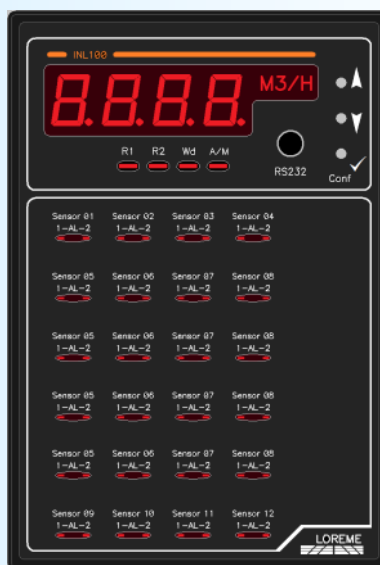 INL100
8.8.8.8. M3/H
R1 R2 Wd A/M
RS232
Conf
Sensor 01 Sensor 02 Sensor 03 Sensor 04
1-AL-2 1-AL-2 1-AL-2 1-AL-2
Sensor 05 Sensor 06 Sensor 07 Sensor 08
1-AL-2 1-AL-2 1-AL-2 1-AL-2
Sensor 05 Sensor 06 Sensor 07 Sensor 08
1-AL-2 1-AL-2 1-AL-2 1-AL-2
Sensor 05 Sensor 06 Sensor 07 Sensor 08
1-AL-2 1-AL-2 1-AL-2 1-AL-2
Sensor 05 Sensor 06 Sensor 07 Sensor 08
1-AL-2 1-AL-2 1-AL-2 1-AL-2
Sensor 09 Sensor 10 Sensor 11 Sensor 12
1-AL-2 1-AL-2 1-AL-2 1-AL-2
LOREME